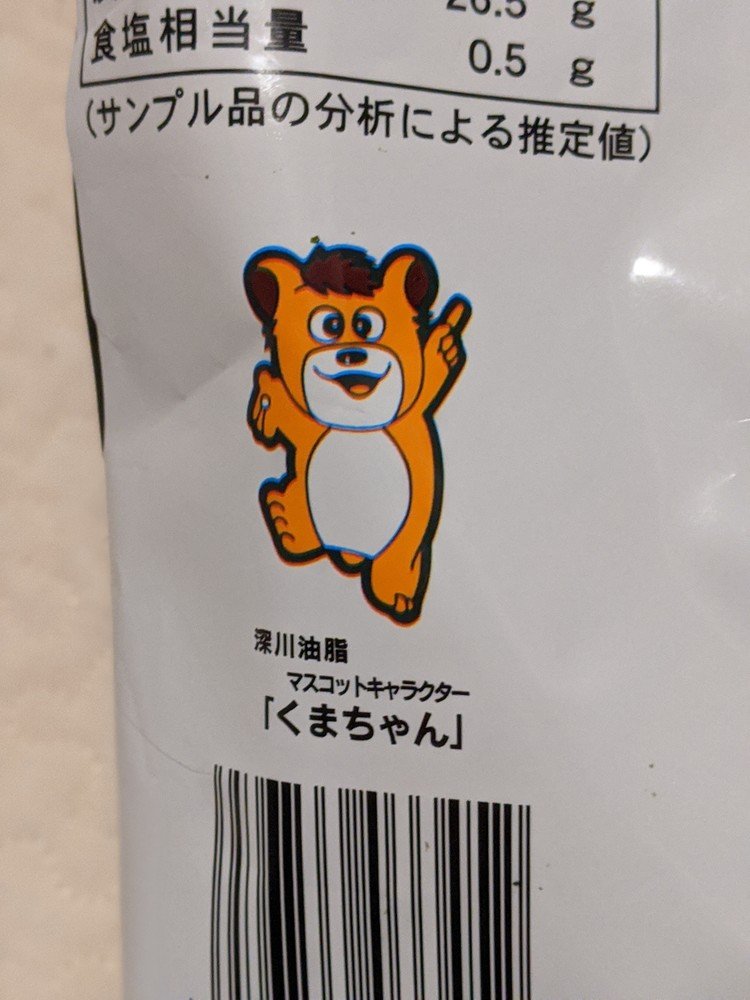 26.5 g
食塩相当量 0.5 g
(サンプル品の分析による推定値)
深川油脂
マスコットキャラクター
「くまちゃん」